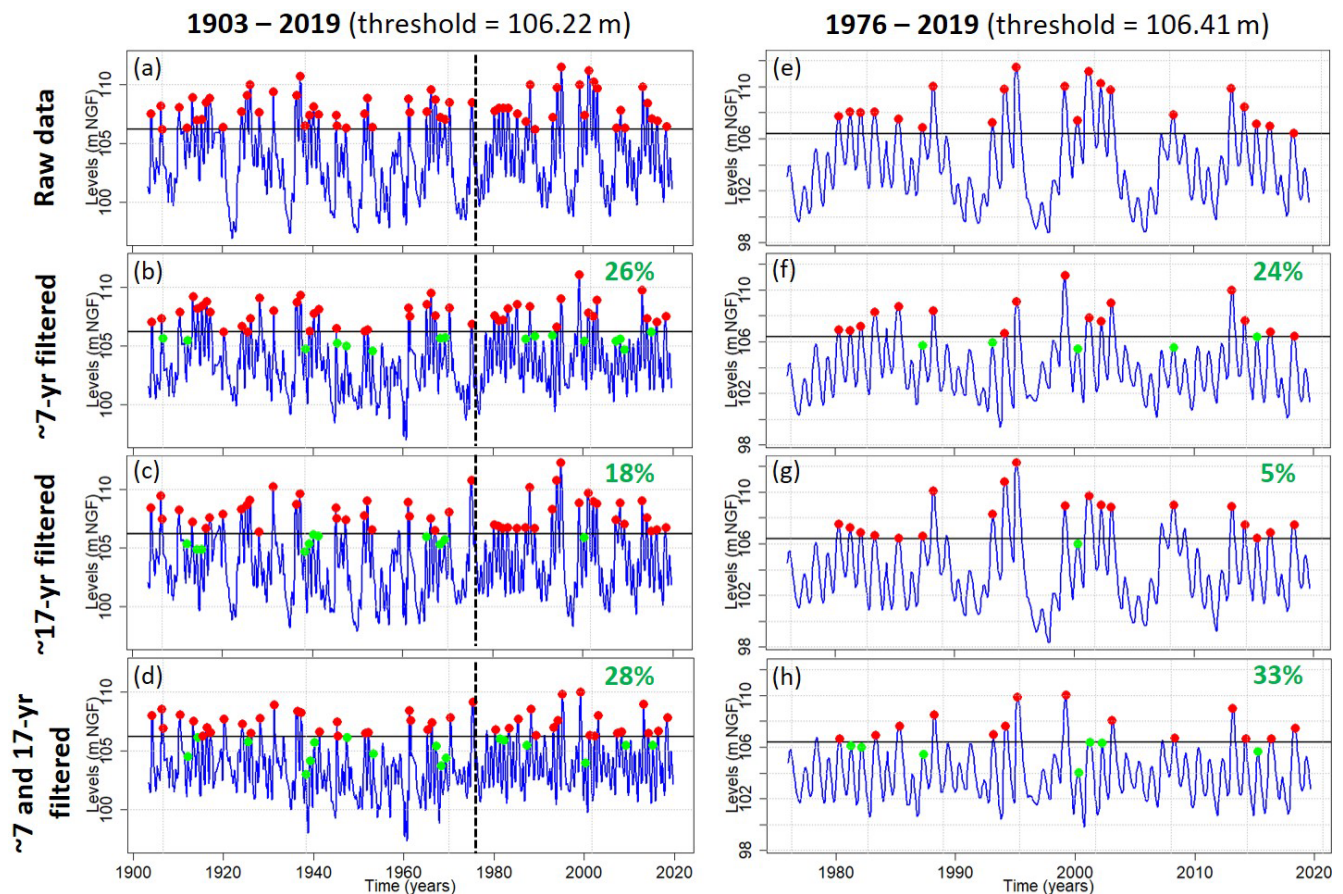 1903 – 2019 (threshold = 106.22 m)
1976 – 2019 (threshold = 106.41 m)
Raw data
Levels (m NGF)
110
105
100
(a)
Levels (m NGF)
98
102
106
110
(e)
~7-yr filtered
Levels (m NGF)
110
105
100
(b)
26%
Levels (m NGF)
98
102
106
110
(f)
24%
~17-yr filtered
Levels (m NGF)
110
105
100
(c)
18%
Levels (m NGF)
98
102
106
110
(g)
5%
~7 and 17-yr
filtered
Levels (m NGF)
110
105
100
(d)
28%
Levels (m NGF)
98
102
106
110
(h)
33%
1900 1920 1940 1960 1980 2000 2020
Time (years)
1980 1990 2000 2010 2020
Time (years)